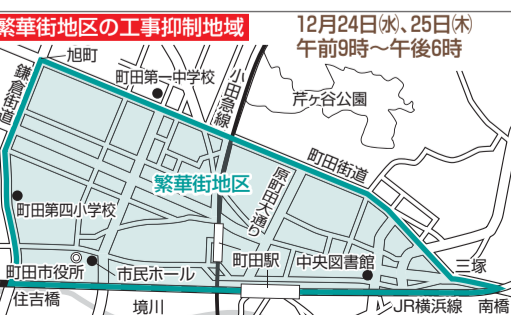 繁華街地区の工事抑制地域
12月24日㈬、25日㈭
午前9時～午後6時
旭町
鎌倉街道
町田第一中学校
小田急線
芹ヶ谷公園
町田街道
繁華街地区
原町田大通り
町田第四小学校
町田市役所
市民ホール
町田駅
中央図書館
三塚
住吉橋
境川
JR横浜線
南橋